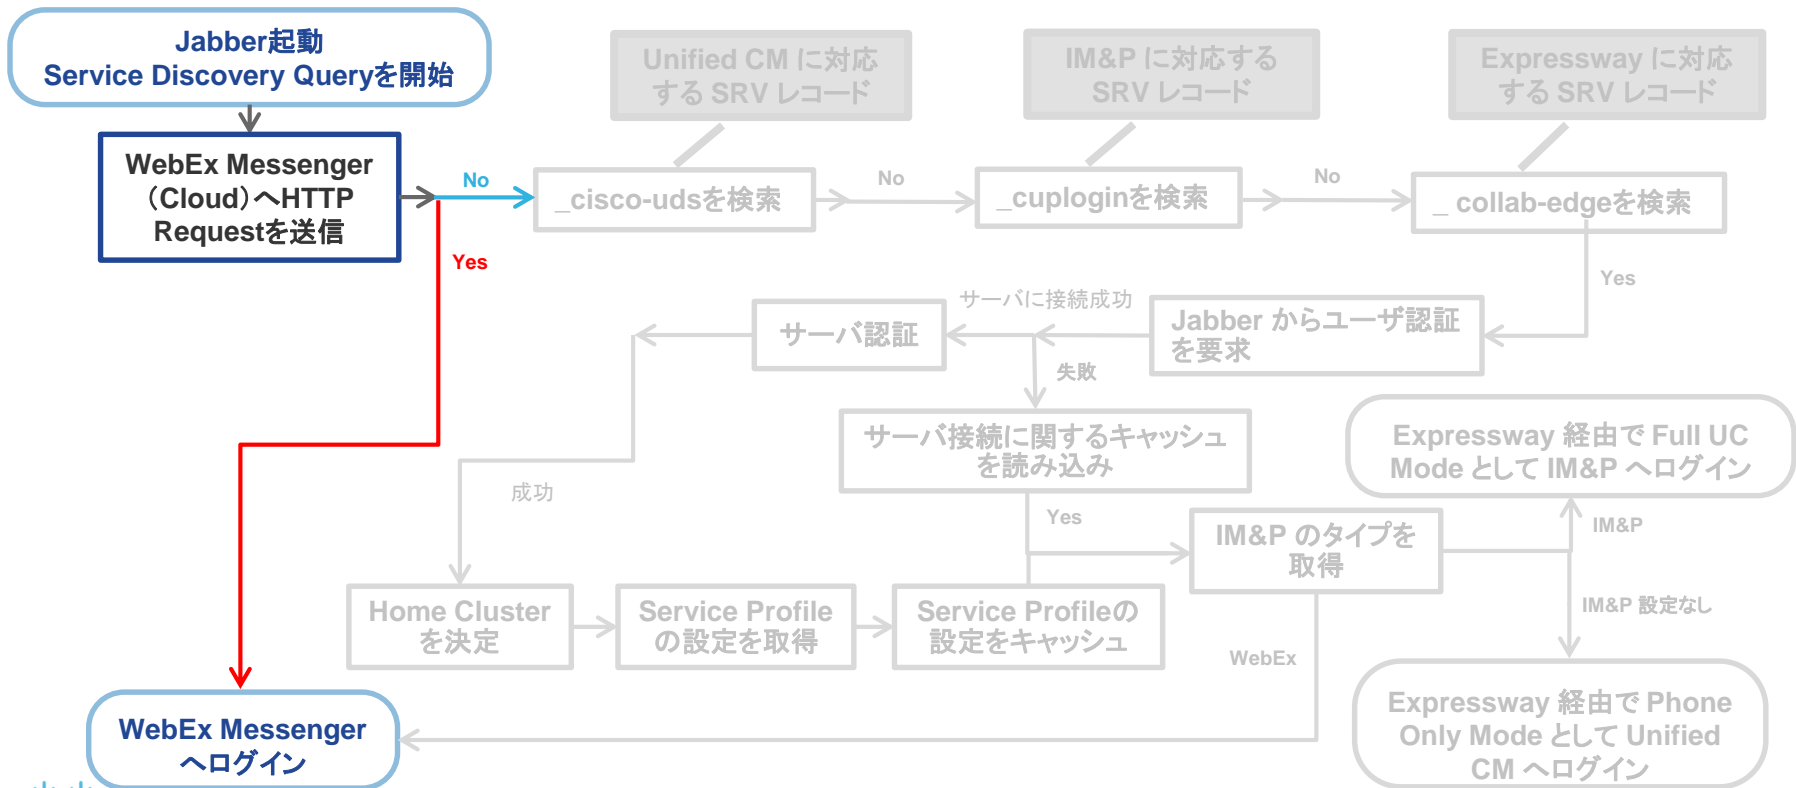 Jabber起動
Service Discovery Queryを開始
Unified CM に対応
する SRV レコード
IM&P に対応する
SRV レコード
Expressway に対応
する SRV レコード
WebEx Messenger
（Cloud）へHTTP
Requestを送信
No
_cisco-udsを検索
No
_cuploginを検索
No
_ collab-edgeを検索
Yes
Yes
サーバ認証
サーバに接続成功
Jabber からユーザ認証
を要求
失敗
サーバ接続に関するキャッシュ
を読み込み
Expressway 経由で Full UC
Mode として IM&P へログイン
成功
Yes
IM&P のタイプを
取得
IM&P
Home Cluster
を決定
Service Profile
の設定を取得
Service Profileの
設定をキャッシュ
IM&P 設定なし
WebEx
WebEx Messenger
へログイン
Expressway 経由で Phone
Only Mode として Unified
CM へログイン